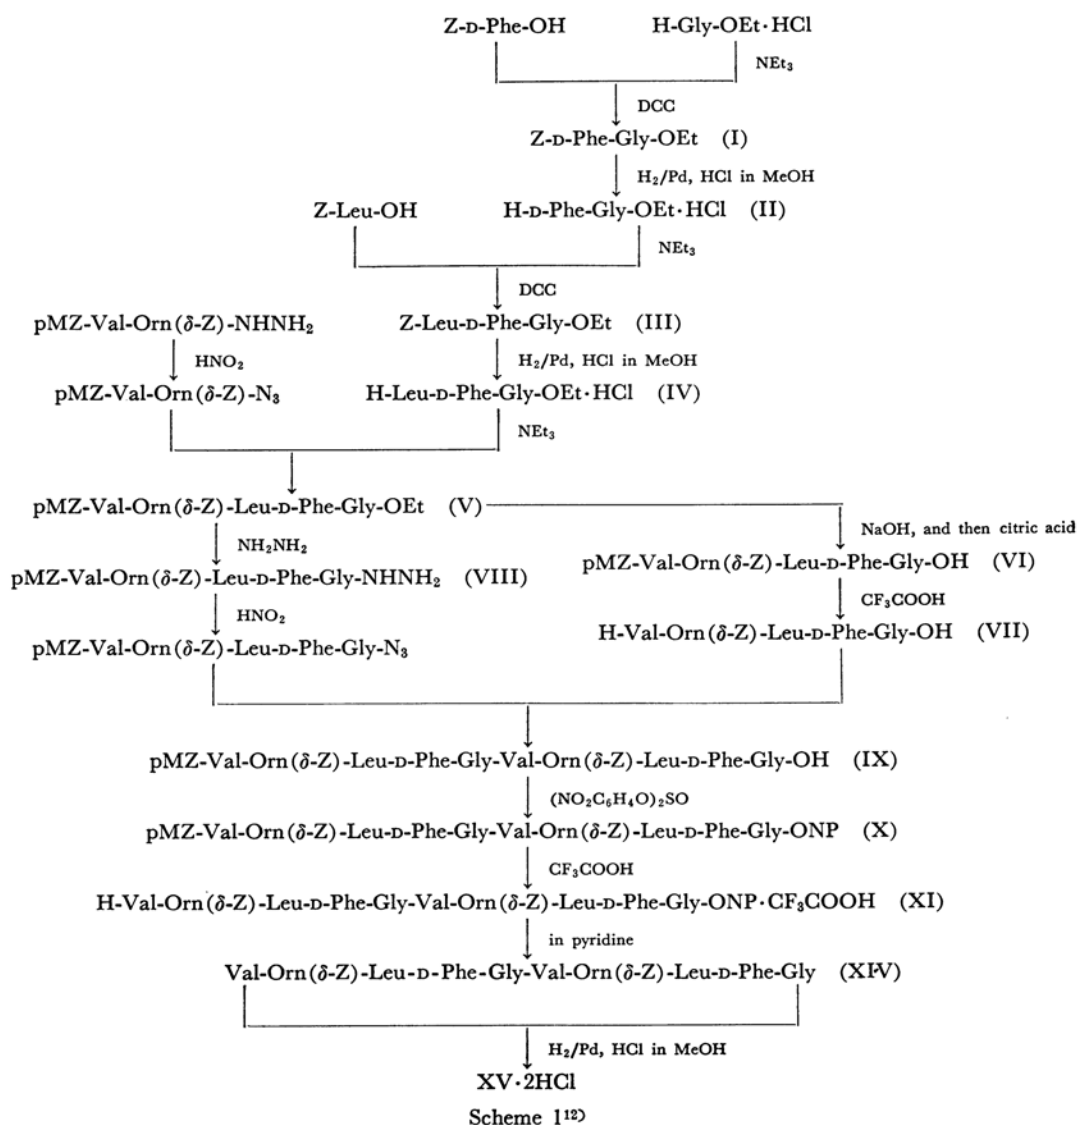 Z-D-Phe-OH H-Gly-OEt·HCl
NEt₃
DCC
Z-D-Phe-Gly-OEt (I)
H₂/Pd, HCl in MeOH
Z-Leu-OH H-D-Phe-Gly-OEt·HCl (II)
NEt₃
DCC
pMZ-Val-Orn(δ-Z)-NHNH₂ Z-Leu-D-Phe-Gly-OEt (III)
HNO₂ H₂/Pd, HCl in MeOH
pMZ-Val-Orn(δ-Z)-N₃ H-Leu-D-Phe-Gly-OEt·HCl (IV)
NEt₃
pMZ-Val-Orn(δ-Z)-Leu-D-Phe-Gly-OEt (V)
NH₂NH₂ NaOH, and then citric acid
pMZ-Val-Orn(δ-Z)-Leu-D-Phe-Gly-NHNH₂ (VIII) pMZ-Val-Orn(δ-Z)-Leu-D-Phe-Gly-OH (VI)
HNO₂ CF₃COOH
pMZ-Val-Orn(δ-Z)-Leu-D-Phe-Gly-N₃ H-Val-Orn(δ-Z)-Leu-D-Phe-Gly-OH (VII)
pMZ-Val-Orn(δ-Z)-Leu-D-Phe-Gly-Val-Orn(δ-Z)-Leu-D-Phe-Gly-OH (IX)
(NO₂C₆H₄O)₂SO
pMZ-Val-Orn(δ-Z)-Leu-D-Phe-Gly-Val-Orn(δ-Z)-Leu-D-Phe-Gly-ONP (X)
CF₃COOH
H-Val-Orn(δ-Z)-Leu-D-Phe-Gly-Val-Orn(δ-Z)-Leu-D-Phe-Gly-ONP·CF₃COOH (XI)
in pyridine
Val-Orn(δ-Z)-Leu-D-Phe-Gly-Val-Orn(δ-Z)-Leu-D-Phe-Gly (XIV)
H₂/Pd, HCl in MeOH
XV·2HCl
Scheme 1¹²⁾